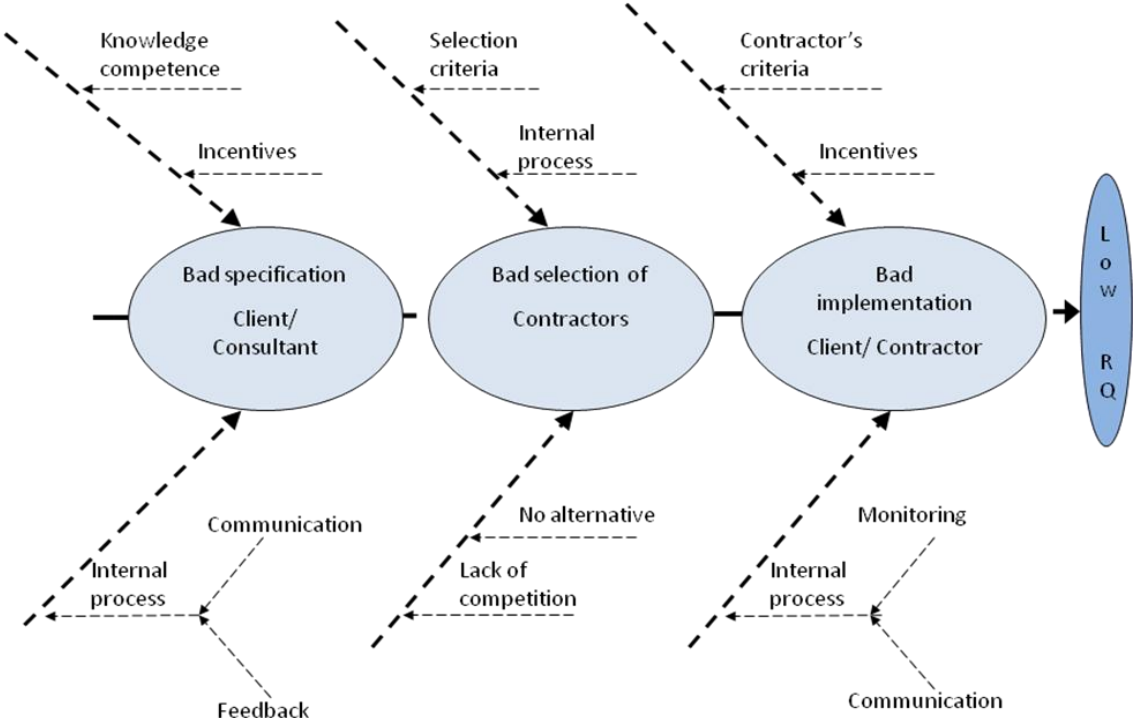 Knowledge
competence
Selection
criteria
Contractor's
criteria
Incentives
Internal
process
Incentives
Bad specification
Client/
Consultant
Bad selection of
Contractors
Bad
implementation
Client/ Contractor
L
o
w
R
Q
Communication
Internal
process
Feedback
No alternative
Lack of
competition
Monitoring
Internal
process
Communication